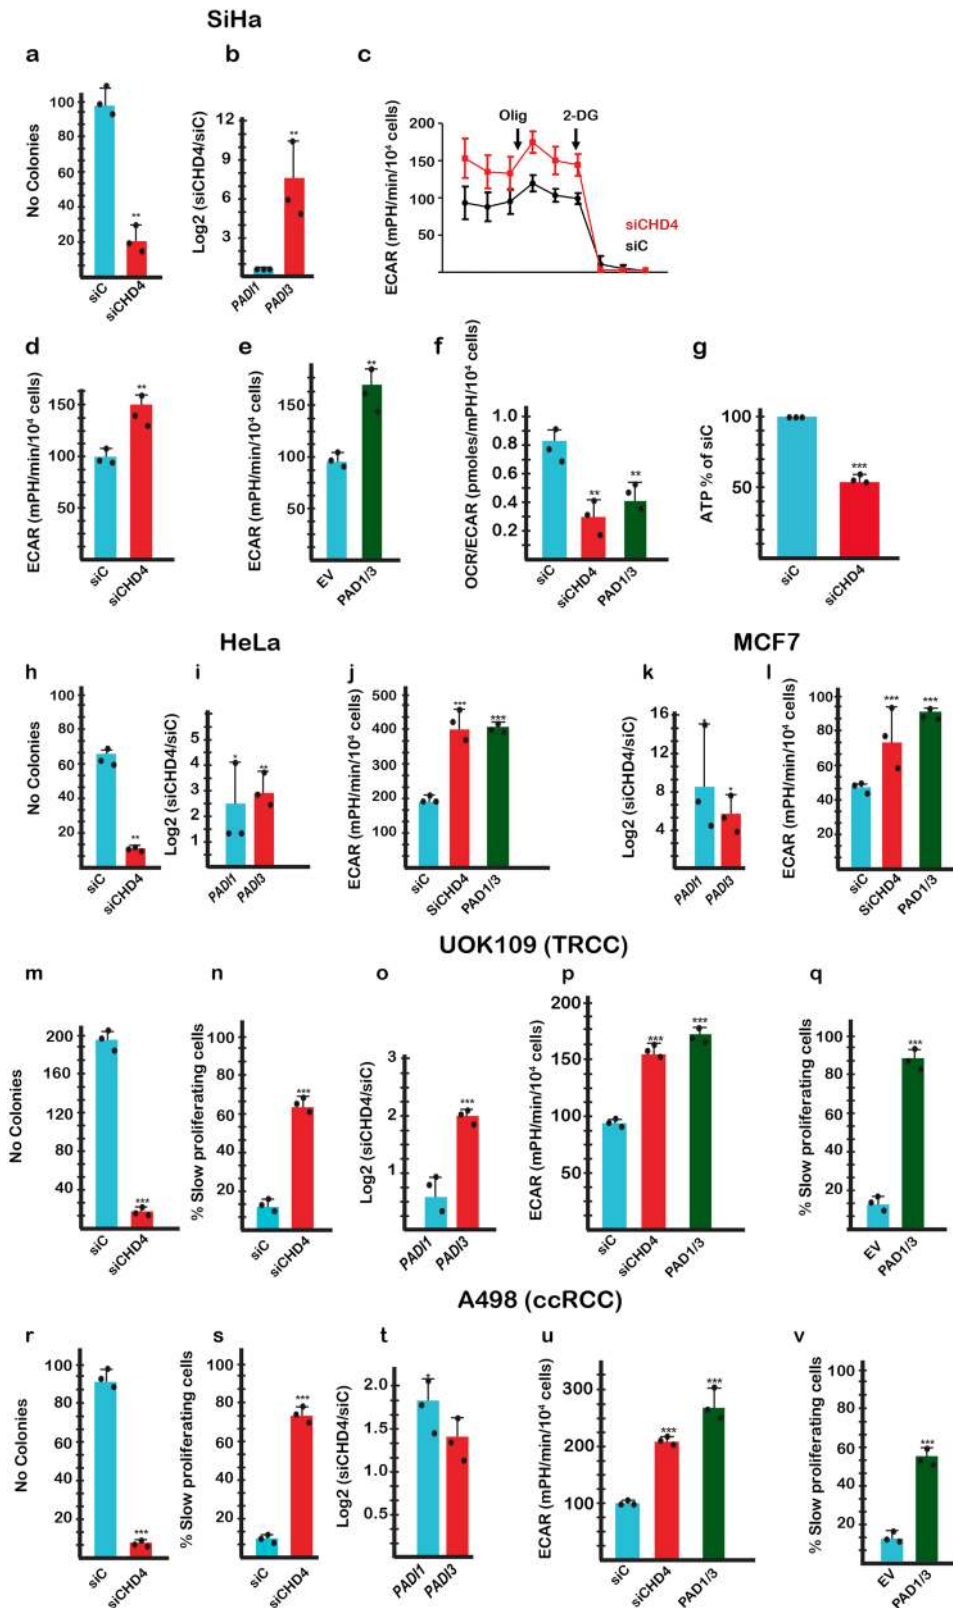 SiHa
a
No Colonies
100
80
60
40
20
**
siC
siCHD4
b
Log2 (siCHD4/siC)
12
9
6
3
**
PADI1
PADI3
c
ECAR (mPH/min/10⁴ cells)
200
150
100
50
Olig
2-DG
siCHD4
siC
d
ECAR (mPH/min/10⁴ cells)
150
100
50
**
siC
siCHD4
e
ECAR (mPH/min/10⁴ cells)
150
100
50
**
EV
PAD1/3
f
OCR/ECAR (pmoles/mPH/10⁴ cells)
1.0
0.8
0.6
0.4
0.2
**
**
siC
siCHD4
PAD1/3
g
ATP % of siC
100
50
***
siC
siCHD4
HeLa
h
No Colonies
100
80
60
40
20
**
siC
siCHD4
i
Log2 (siCHD4/siC)
5
4
3
2
1
*
**
PADI1
PADI3
j
ECAR (mPH/min/10⁴ cells)
500
400
300
200
100
***
***
siC
SiCHD4
PAD1/3
MCF7
k
Log2 (siCHD4/siC)
16
12
8
4
*
PADI1
PADI3
l
ECAR (mPH/min/10⁴ cells)
100
80
60
40
20
***
***
siC
SiCHD4
PAD1/3
UOK109 (TRCC)
m
No Colonies
200
160
120
80
40
***
siC
siCHD4
n
% Slow proliferating cells
100
80
60
40
20
***
siC
siCHD4
o
Log2 (siCHD4/siC)
3
2
1
***
PADI1
PADI3
p
ECAR (mPH/min/10⁴ cells)
200
150
100
50
***
***
siC
siCHD4
PAD1/3
q
% Slow proliferating cells
100
80
60
40
20
***
EV
PAD1/3
A498 (ccRCC)
r
No Colonies
100
80
60
40
20
***
siC
siCHD4
s
% Slow proliferating cells
100
80
60
40
20
***
siC
siCHD4
t
Log2 (siCHD4/siC)
2.0
1.5
1.0
0.5
*
PADI1
PADI3
u
ECAR (mPH/min/10⁴ cells)
300
200
100
***
***
siC
siCHD4
PAD1/3
v
% Slow proliferating cells
100
80
60
40
20
***
EV
PAD1/3